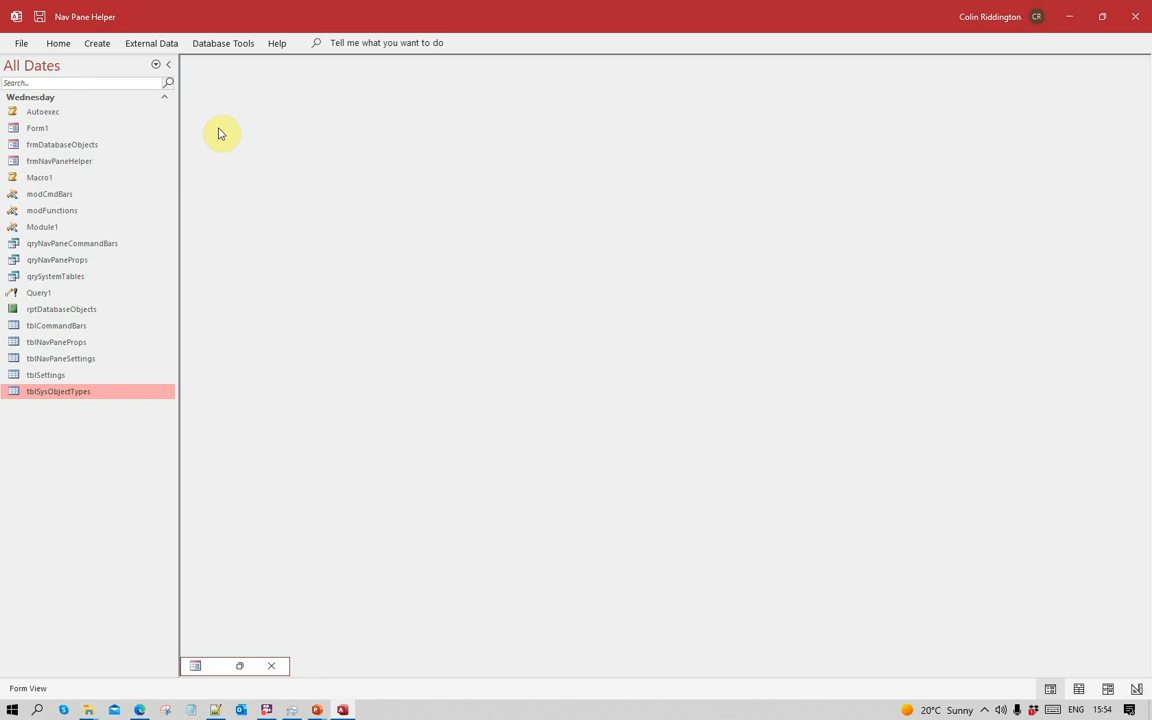 Nav Pane Helper
Colin Riddington
CR
File Home Create External Data Database Tools Help Tell me what you want to do
All Dates
Search...
Wednesday
Autoexec
Form1
frmDatabaseObjects
frmNavPaneHelper
Macro1
modCmdBars
modFunctions
Module1
qryNavPaneCommandBars
qryNavPaneProps
qrySystemTables
Query1
rptDatabaseObjects
tblCommandBars
tblNavPaneProps
tblNavPaneSettings
tblSettings
tblSysObjectTypes
Form View
20°C Sunny ENG 15:54